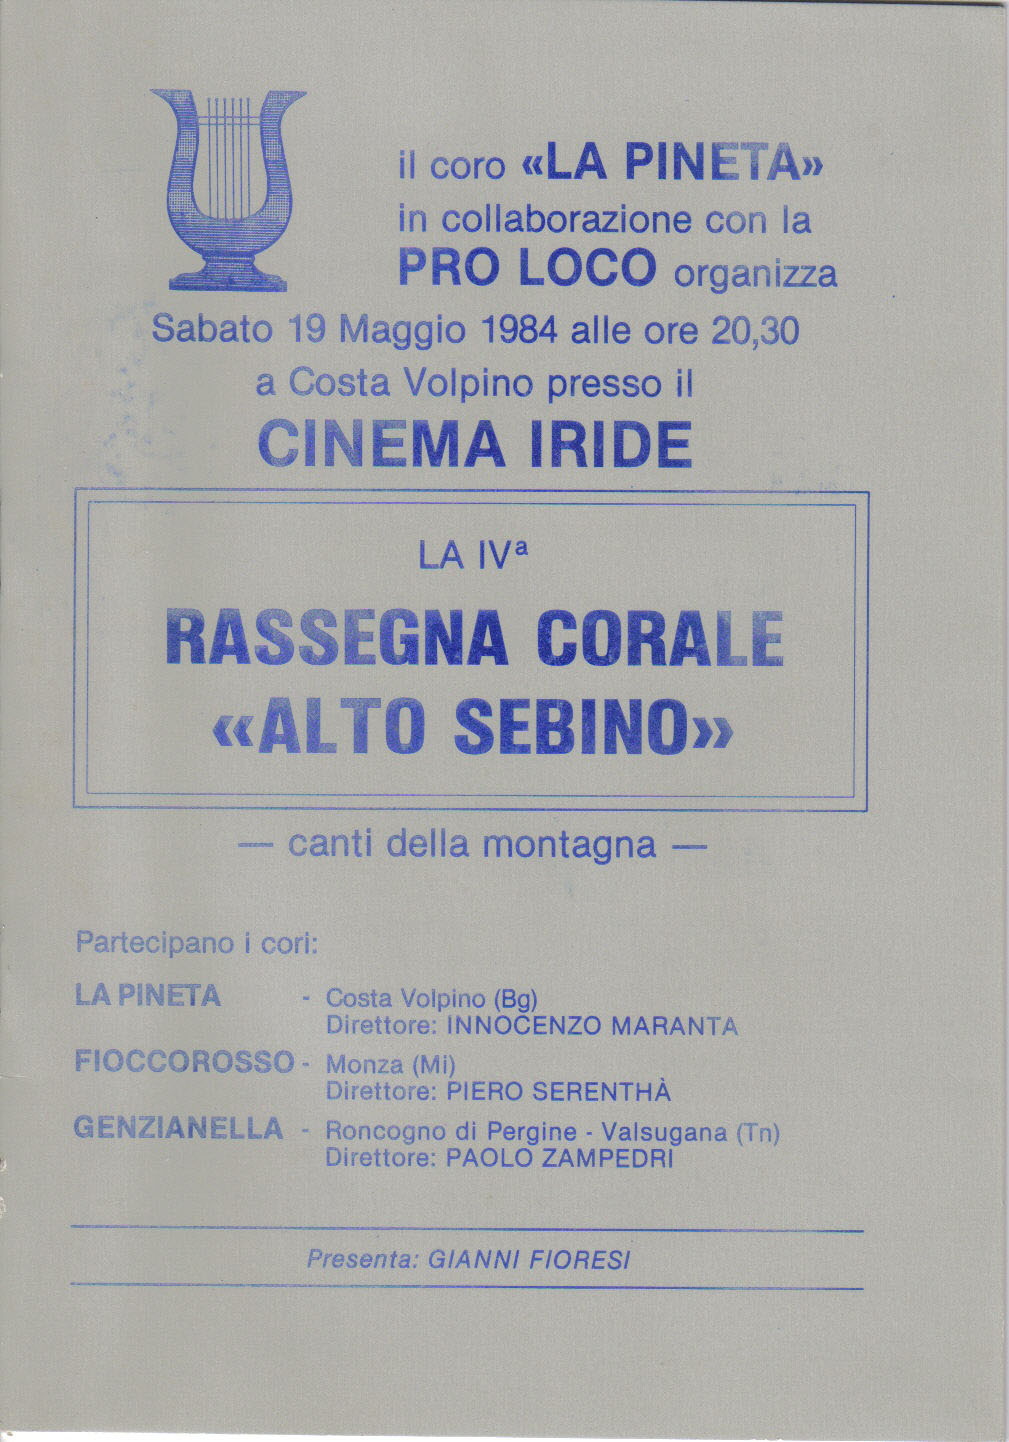 il coro «LA PINETA»
in collaborazione con la
PRO LOCO organizza
Sabato 19 Maggio 1984 alle ore 20,30
a Costa Volpino presso il
CINEMA IRIDE
LA IVª
RASSEGNA CORALE
«ALTO SEBINO»
— canti della montagna —
Partecipano i cori:
LA PINETA - Costa Volpino (Bg)
Direttore: INNOCENZO MARANTA
FIOCCOROSSO - Monza (Mi)
Direttore: PIERO SERENTHÀ
GENZIANELLA - Roncogno di Pergine - Valsugana (Tn)
Direttore: PAOLO ZAMPEDRI
Presenta: GIANNI FIORESI